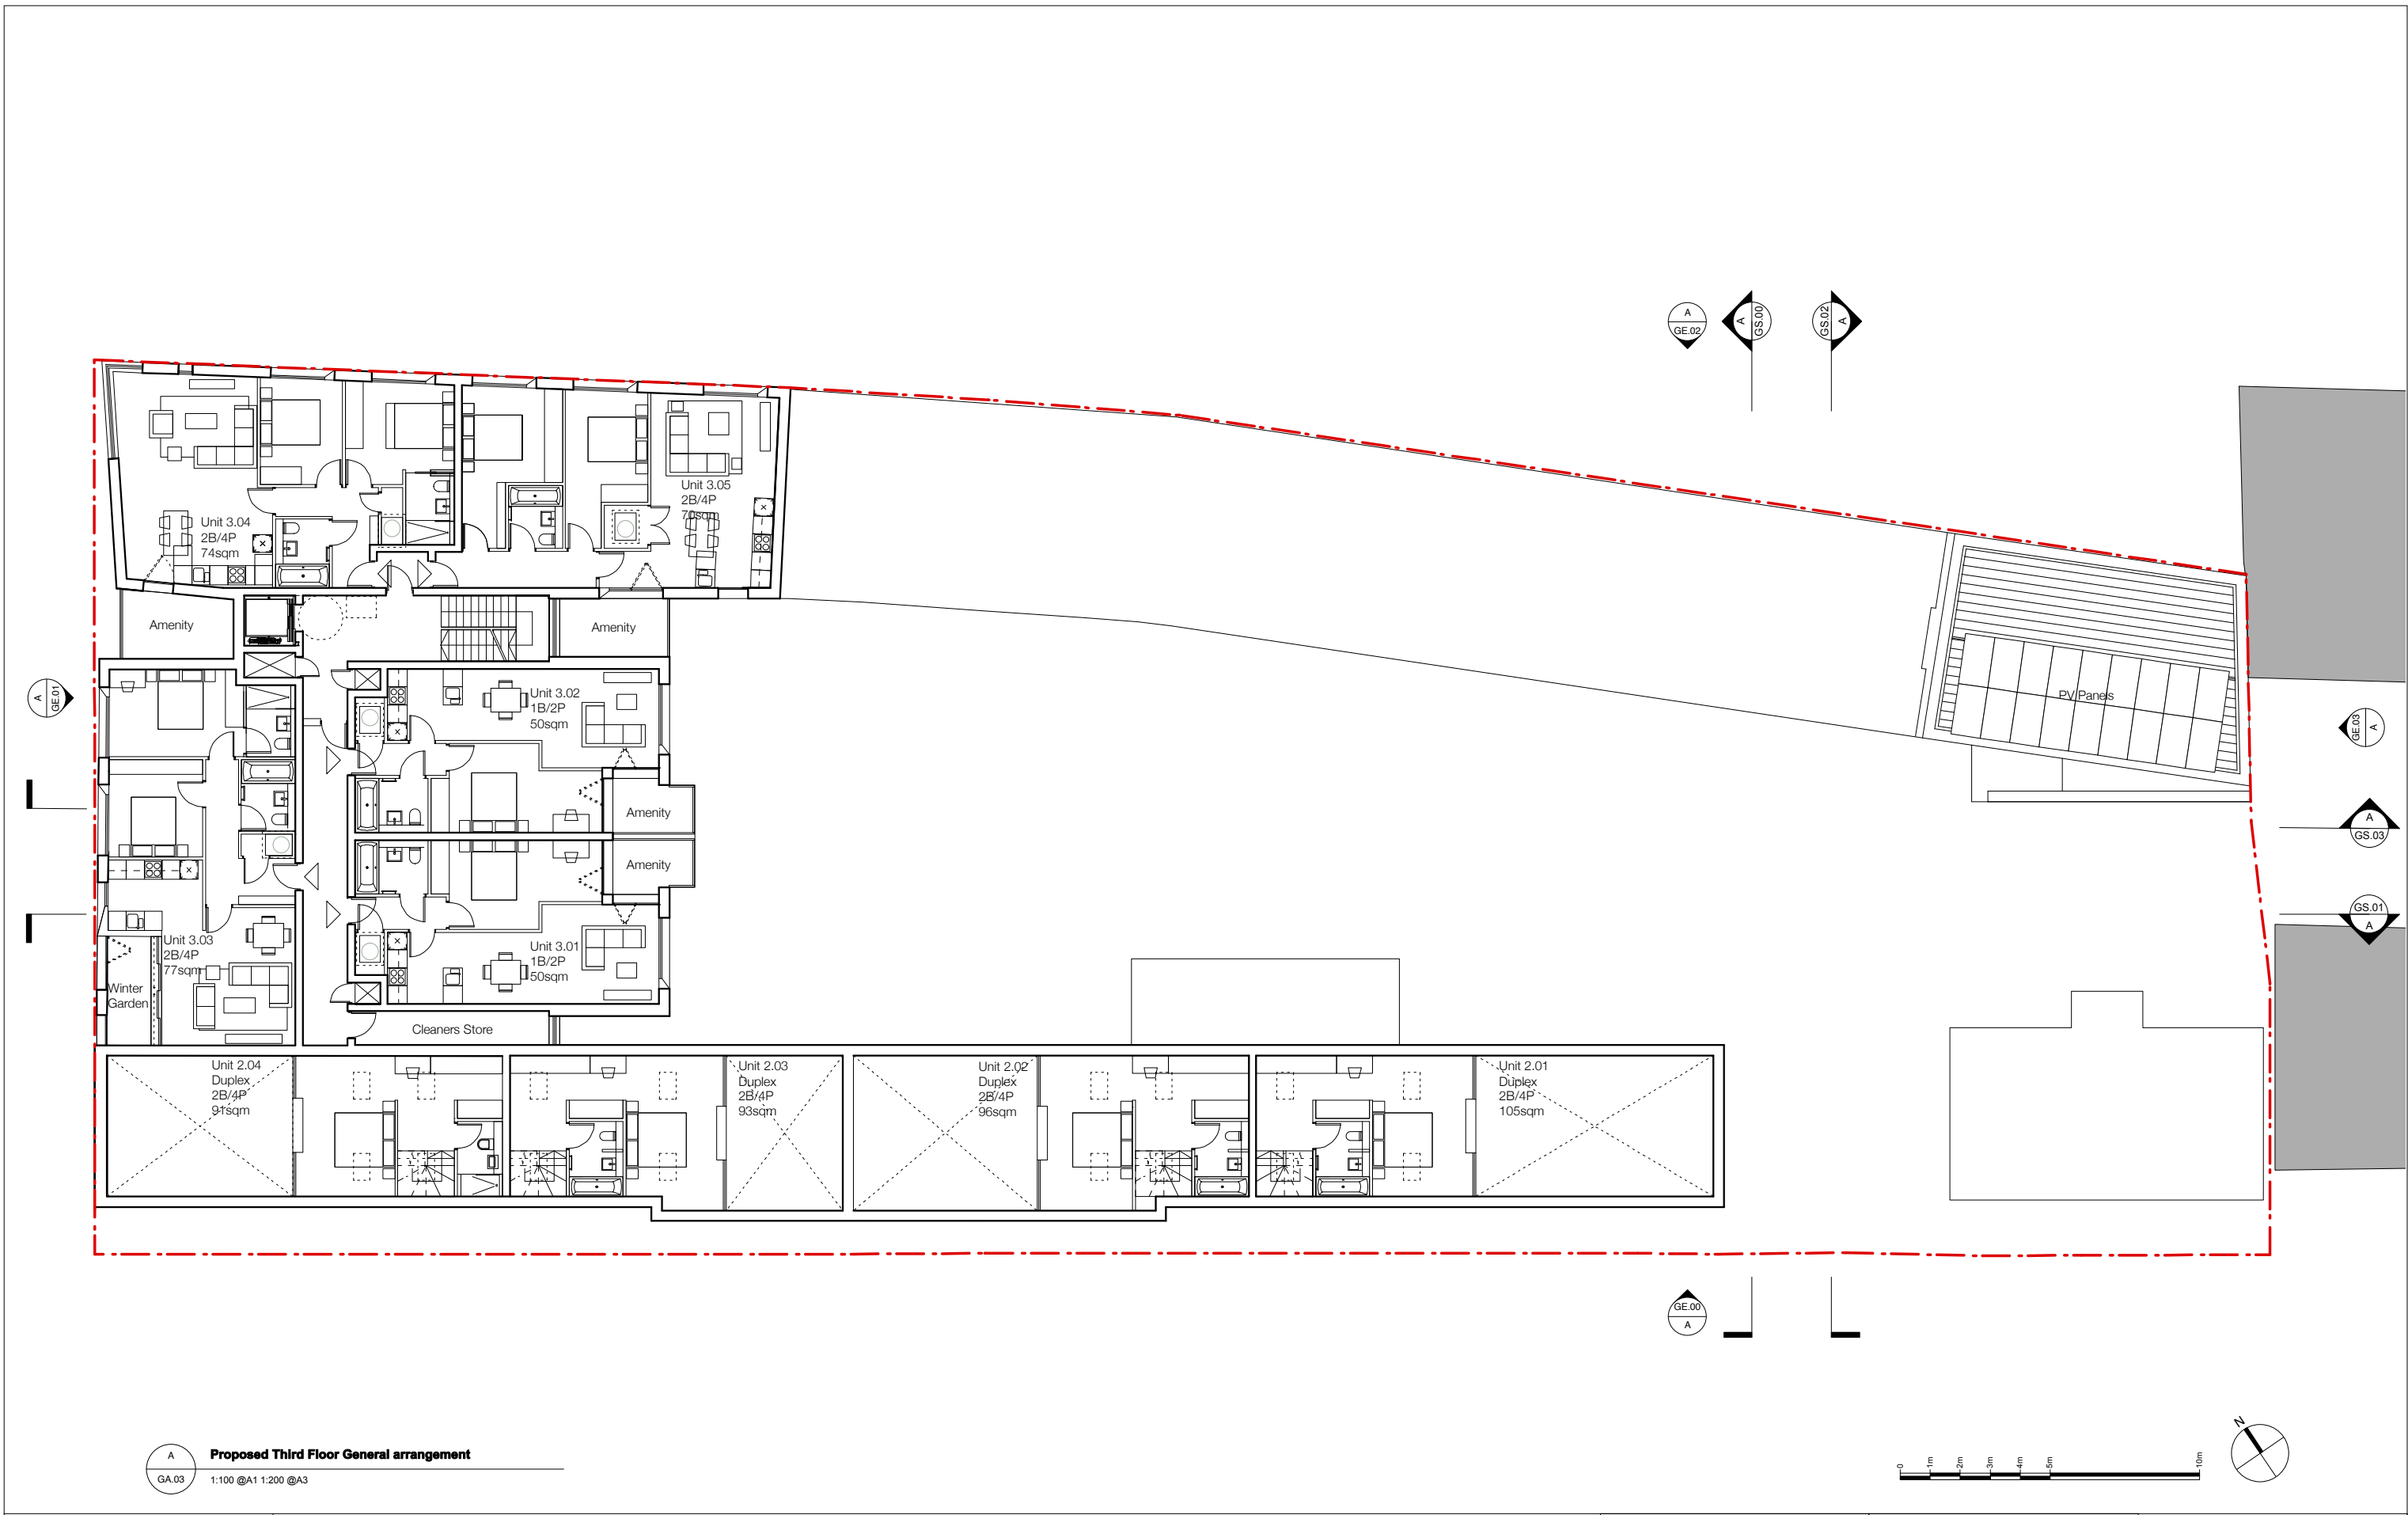 A
GE.02
A
GS.00
GS.02
A
Unit 3.05
2B/4P
70sqm
Unit 3.04
2B/4P
74sqm
Amenity
Amenity
A
GE.01
Unit 3.02
1B/2P
50sqm
PV Panels
GE.03
A
Amenity
A
GS.03
Amenity
GS.01
A
Unit 3.03
2B/4P
77sqm
Unit 3.01
1B/2P
50sqm
Winter
Garden
Cleaners Store
Unit 2.04
Duplex
2B/4P
91sqm
Unit 2.03
Duplex
2B/4P
93sqm
Unit 2.02
Duplex
2B/4P
96sqm
Unit 2.01
Duplex
2B/4P
105sqm
GE.00
A
A
GA.03
Proposed Third Floor General arrangement
1:100 @A1 1:200 @A3
0 1m 2m 3m 4m 5m 10m
N